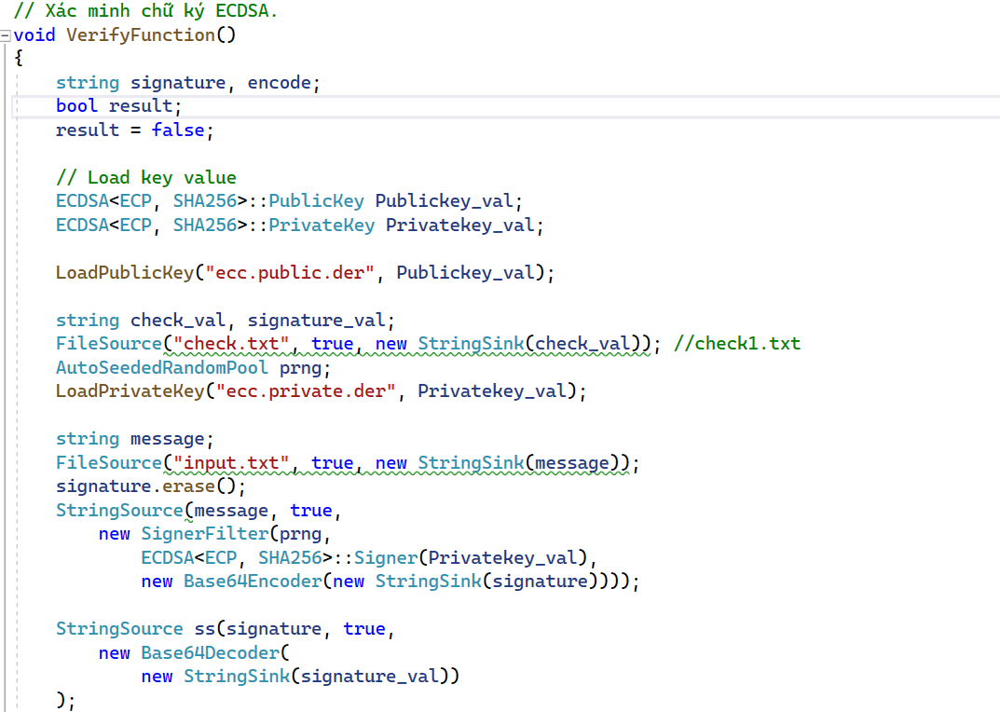 // Xác minh chữ ký ECDSA.
void VerifyFunction()
{
    string signature, encode;
    bool result;
    result = false;

    // Load key value
    ECDSA<ECP, SHA256>::PublicKey Publickey_val;
    ECDSA<ECP, SHA256>::PrivateKey Privatekey_val;

    LoadPublicKey("ecc.public.der", Publickey_val);

    string check_val, signature_val;
    FileSource("check.txt", true, new StringSink(check_val)); //check1.txt
    AutoSeededRandomPool prng;
    LoadPrivateKey("ecc.private.der", Privatekey_val);

    string message;
    FileSource("input.txt", true, new StringSink(message));
    signature.erase();
    StringSource(message, true,
        new SignerFilter(prng,
            ECDSA<ECP, SHA256>::Signer(Privatekey_val),
            new Base64Encoder(new StringSink(signature))));

    StringSource ss(signature, true,
        new Base64Decoder(
            new StringSink(signature_val))
    );